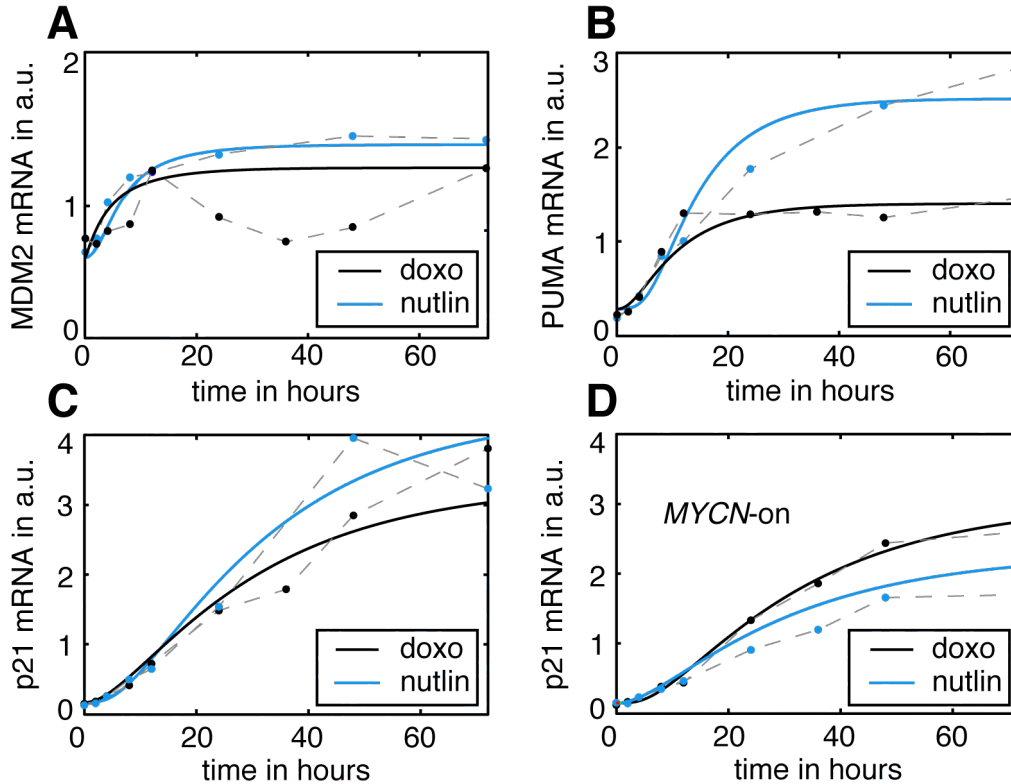 A
MDM2 mRNA in a.u.
2
1
0
0
20
40
60
time in hours
doxo
nutlin
B
PUMA mRNA in a.u.
3
2
1
0
0
20
40
60
time in hours
doxo
nutlin
C
p21 mRNA in a.u.
4
3
2
1
0
0
20
40
60
time in hours
doxo
nutlin
D
p21 mRNA in a.u.
4
3
2
1
0
0
20
40
60
time in hours
MYCN-on
doxo
nutlin